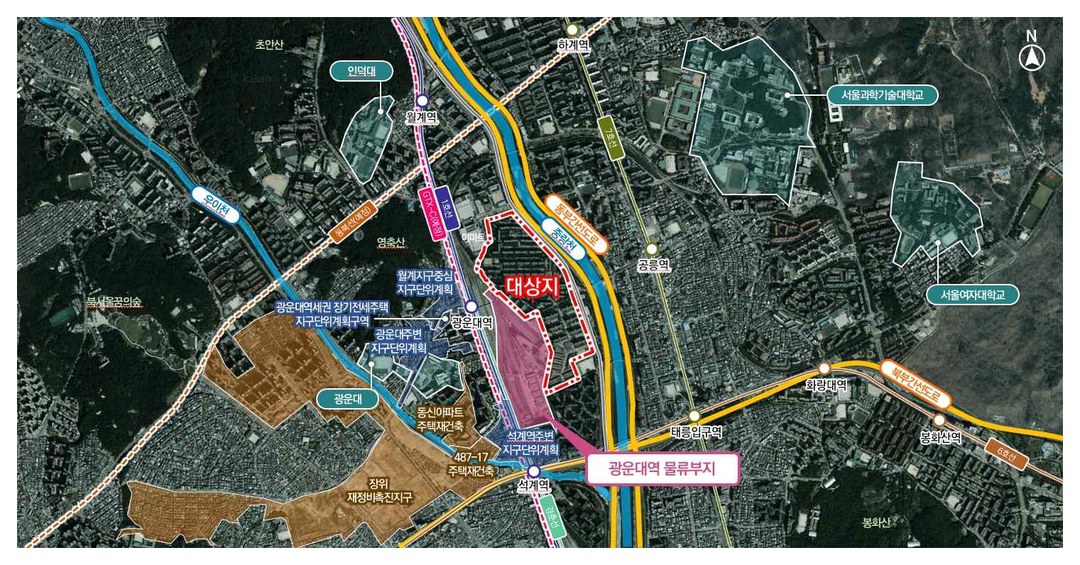 초안산
하계역
N
인덕대
서울과학기술대학교
월계역
7호선
우이천
동북선(예정)
GTX-C(예정)
1호선
동부간선도로
중랑천
영축산
이마트
공릉역
대상지
월계지구중심
지구단위계획
서울여자대학교
북서울꿈의숲
광운대역세권 장기전세주택
지구단위계획구역
광운대역
광운대주변
지구단위계획
광운대
화랑대역
북부간선도로
동신아파트
주택재건축
태릉입구역
봉화산역
석계역주변
지구단위계획
6호선
487-17
주택재건축
광운대역 물류부지
장위
재정비촉진지구
석계역
경춘선
봉화산